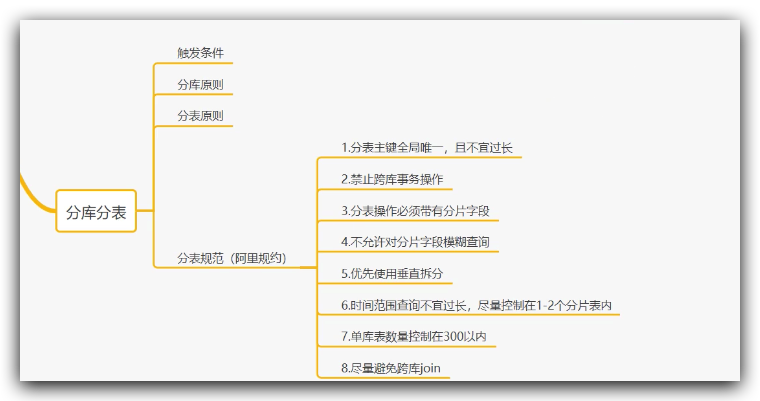 触发条件
分库原则
分表原则
分库分表
分表规范（阿里规约）
1.分表主键全局唯一，且不宜过长
2.禁止跨库事务操作
3.分表操作必须带有分片字段
4.不允许对分片字段模糊查询
5.优先使用垂直拆分
6.时间范围查询不宜过长，尽量控制在1-2个分片表内
7.单库表数量控制在300以内
8.尽量避免跨库join